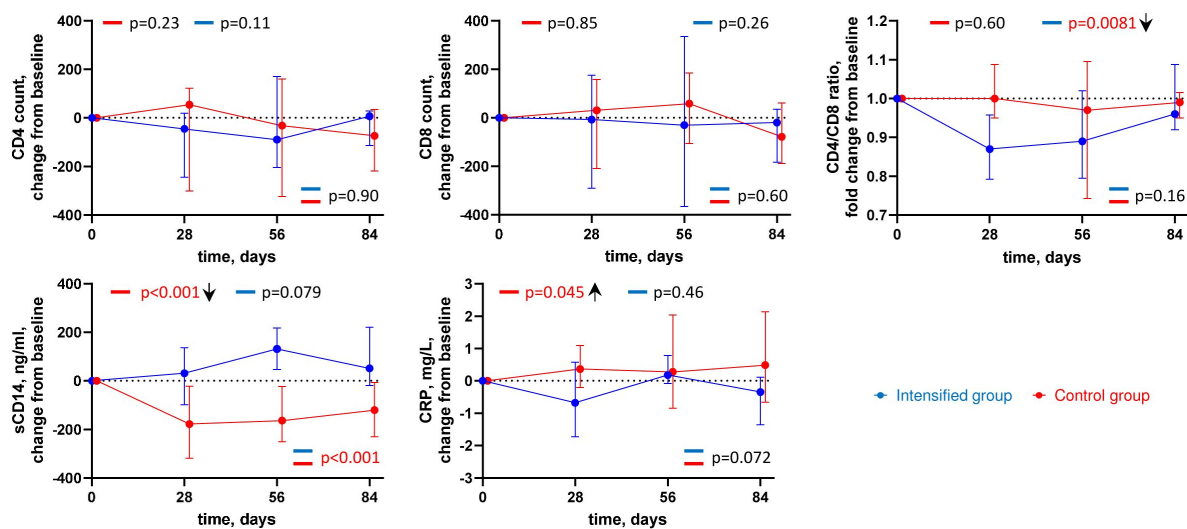 p=0.23 p=0.11
400
200
0
-200
-400
CD4 count,
change from baseline
p=0.90
0 28 56 84
time, days
p=0.85 p=0.26
400
200
0
-200
-400
CD8 count,
change from baseline
p=0.60
0 28 56 84
time, days
p=0.60 p=0.0081
1.2
1.1
1.0
0.9
0.8
0.7
CD4/CD8 ratio,
fold change from baseline
p=0.16
0 28 56 84
time, days
p<0.001 p=0.079
400
200
0
-200
-400
sCD14, ng/ml,
change from baseline
p<0.001
0 28 56 84
time, days
p=0.045 p=0.46
3
2
1
0
-1
-2
-3
CRP, mg/L,
change from baseline
p=0.072
0 28 56 84
time, days
Intensified group Control group